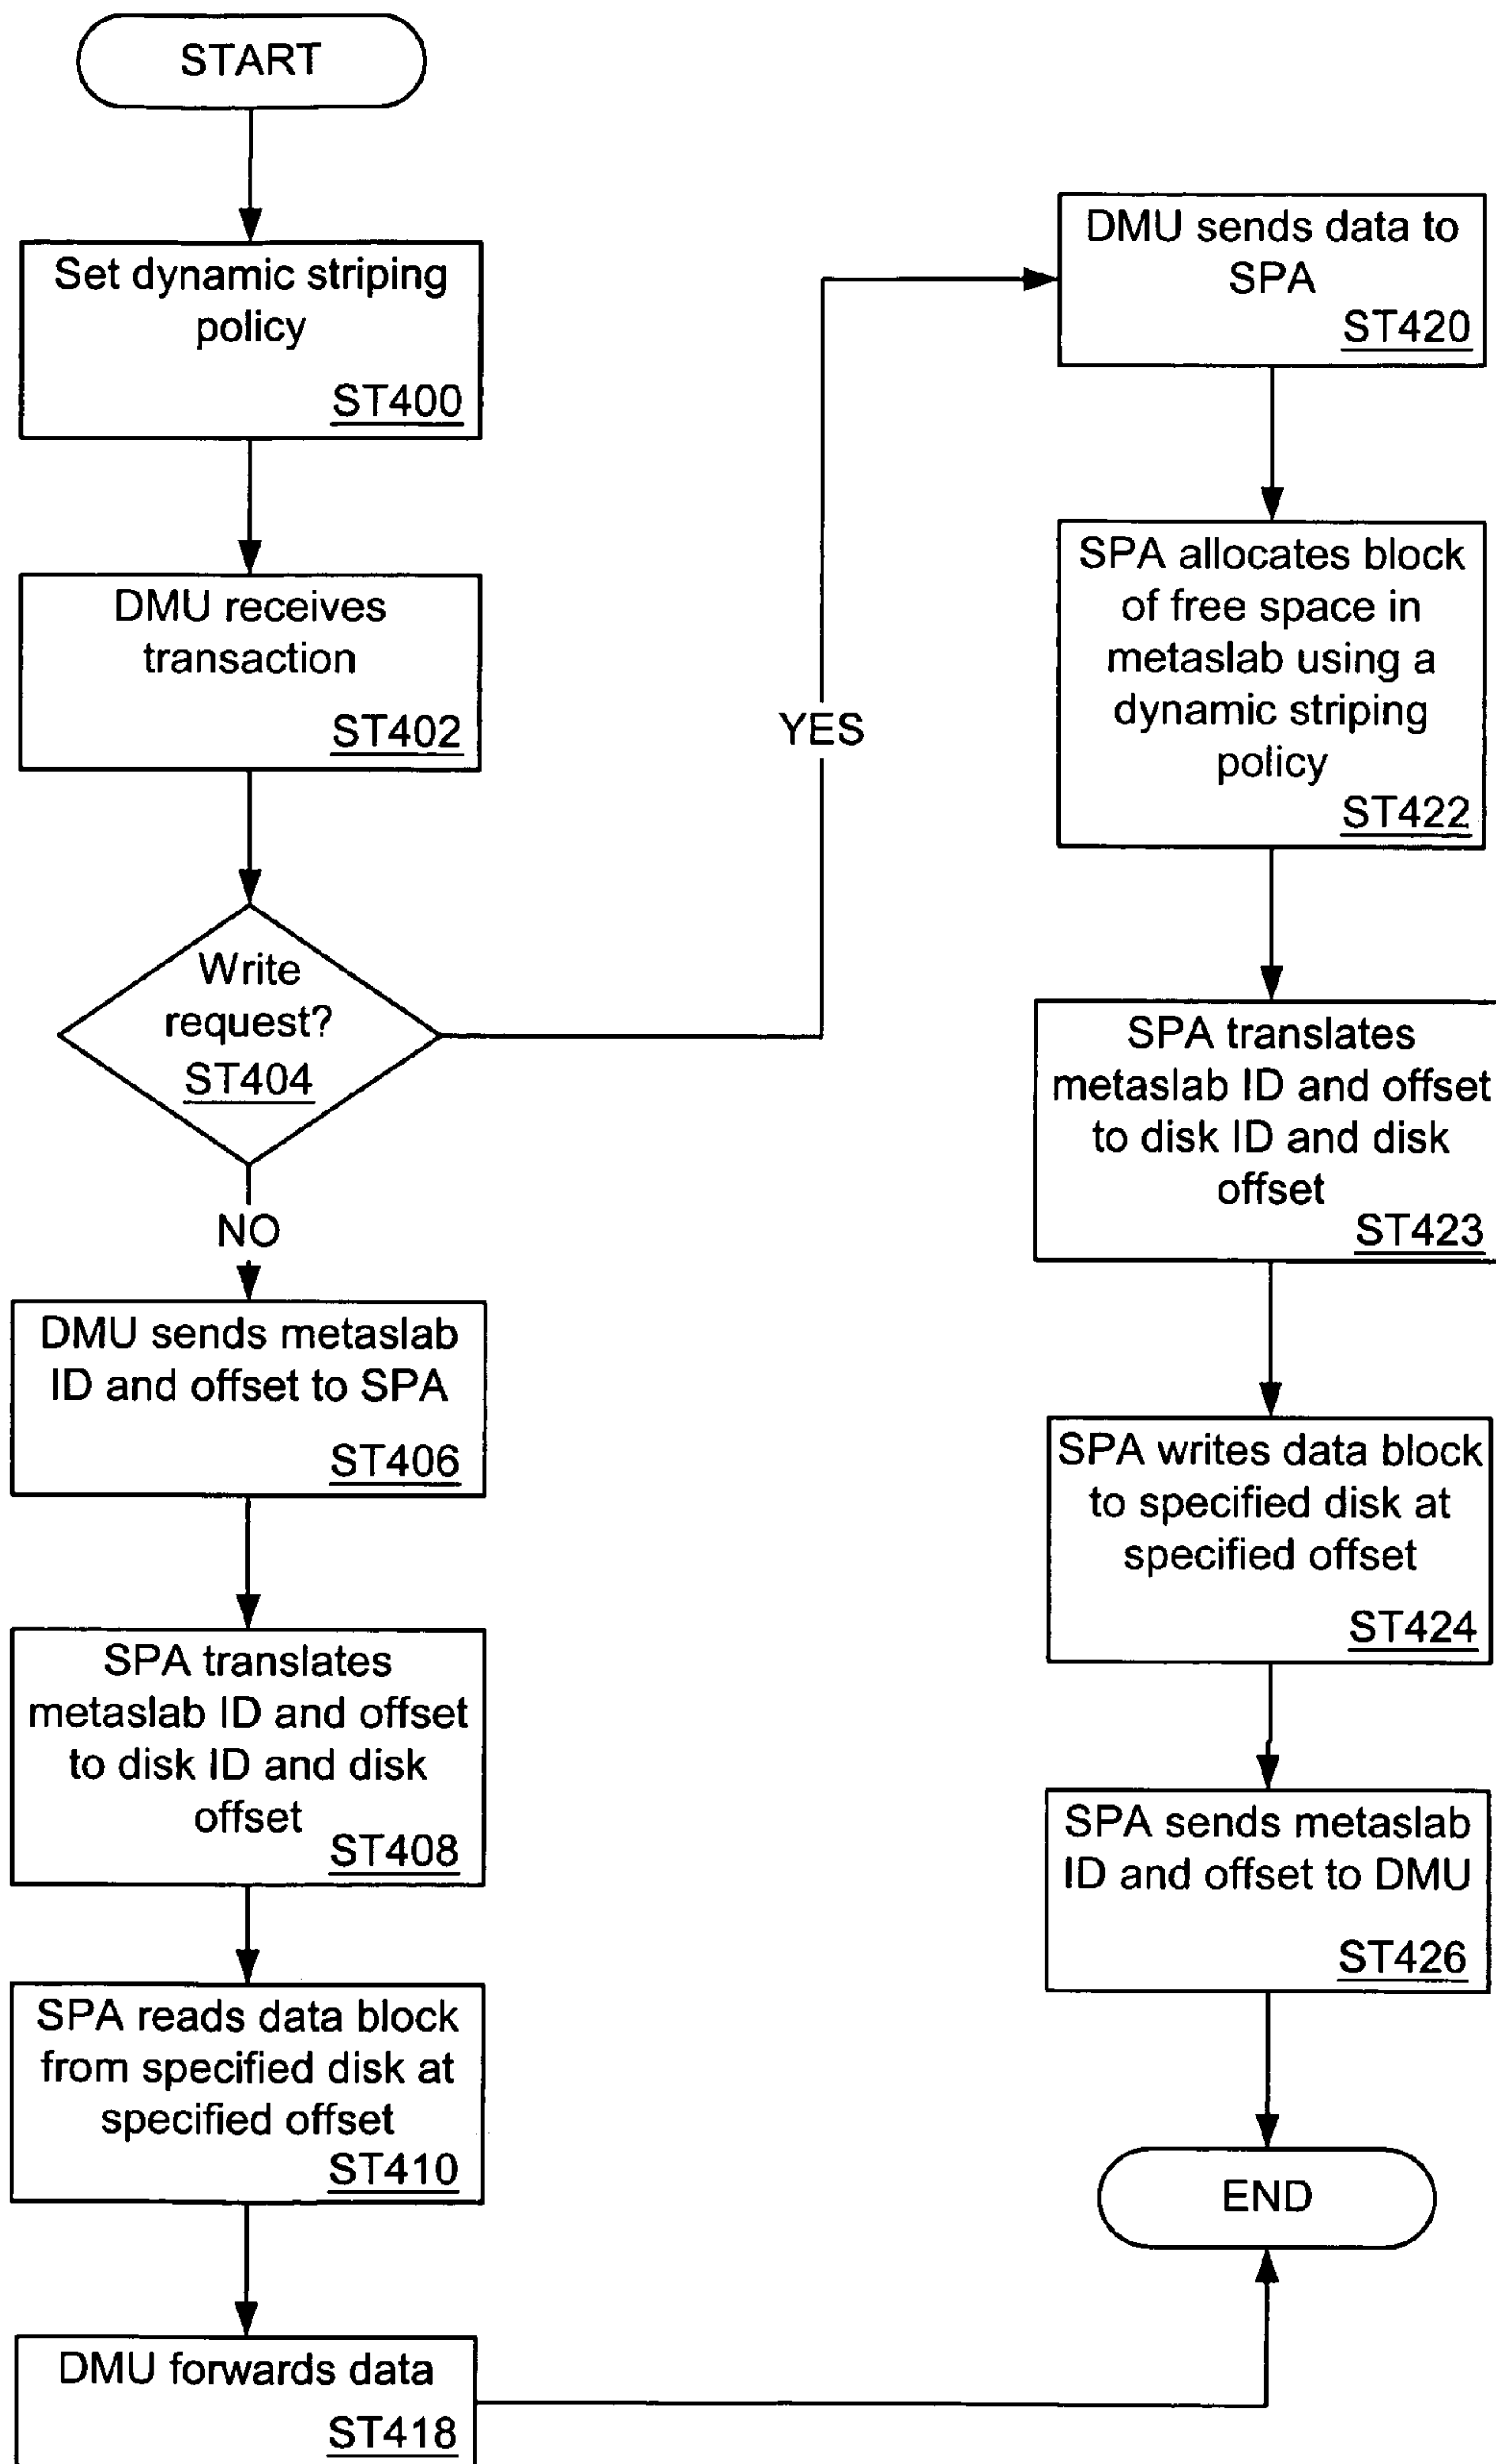 START
Set dynamic striping
policy
ST400
DMU receives
transaction
ST402
Write
request?
ST404
NO
DMU sends metaslab
ID and offset to SPA
ST406
SPA translates
metaslab ID and offset
to disk ID and disk
offset
ST408
SPA reads data block
from specified disk at
specified offset
ST410
DMU forwards data
ST418
YES
DMU sends data to
SPA
ST420
SPA allocates block
of free space in
metaslab using a
dynamic striping
policy
ST422
SPA translates
metaslab ID and offset
to disk ID and disk
offset
ST423
SPA writes data block
to specified disk at
specified offset
ST424
SPA sends metaslab
ID and offset to DMU
ST426
END